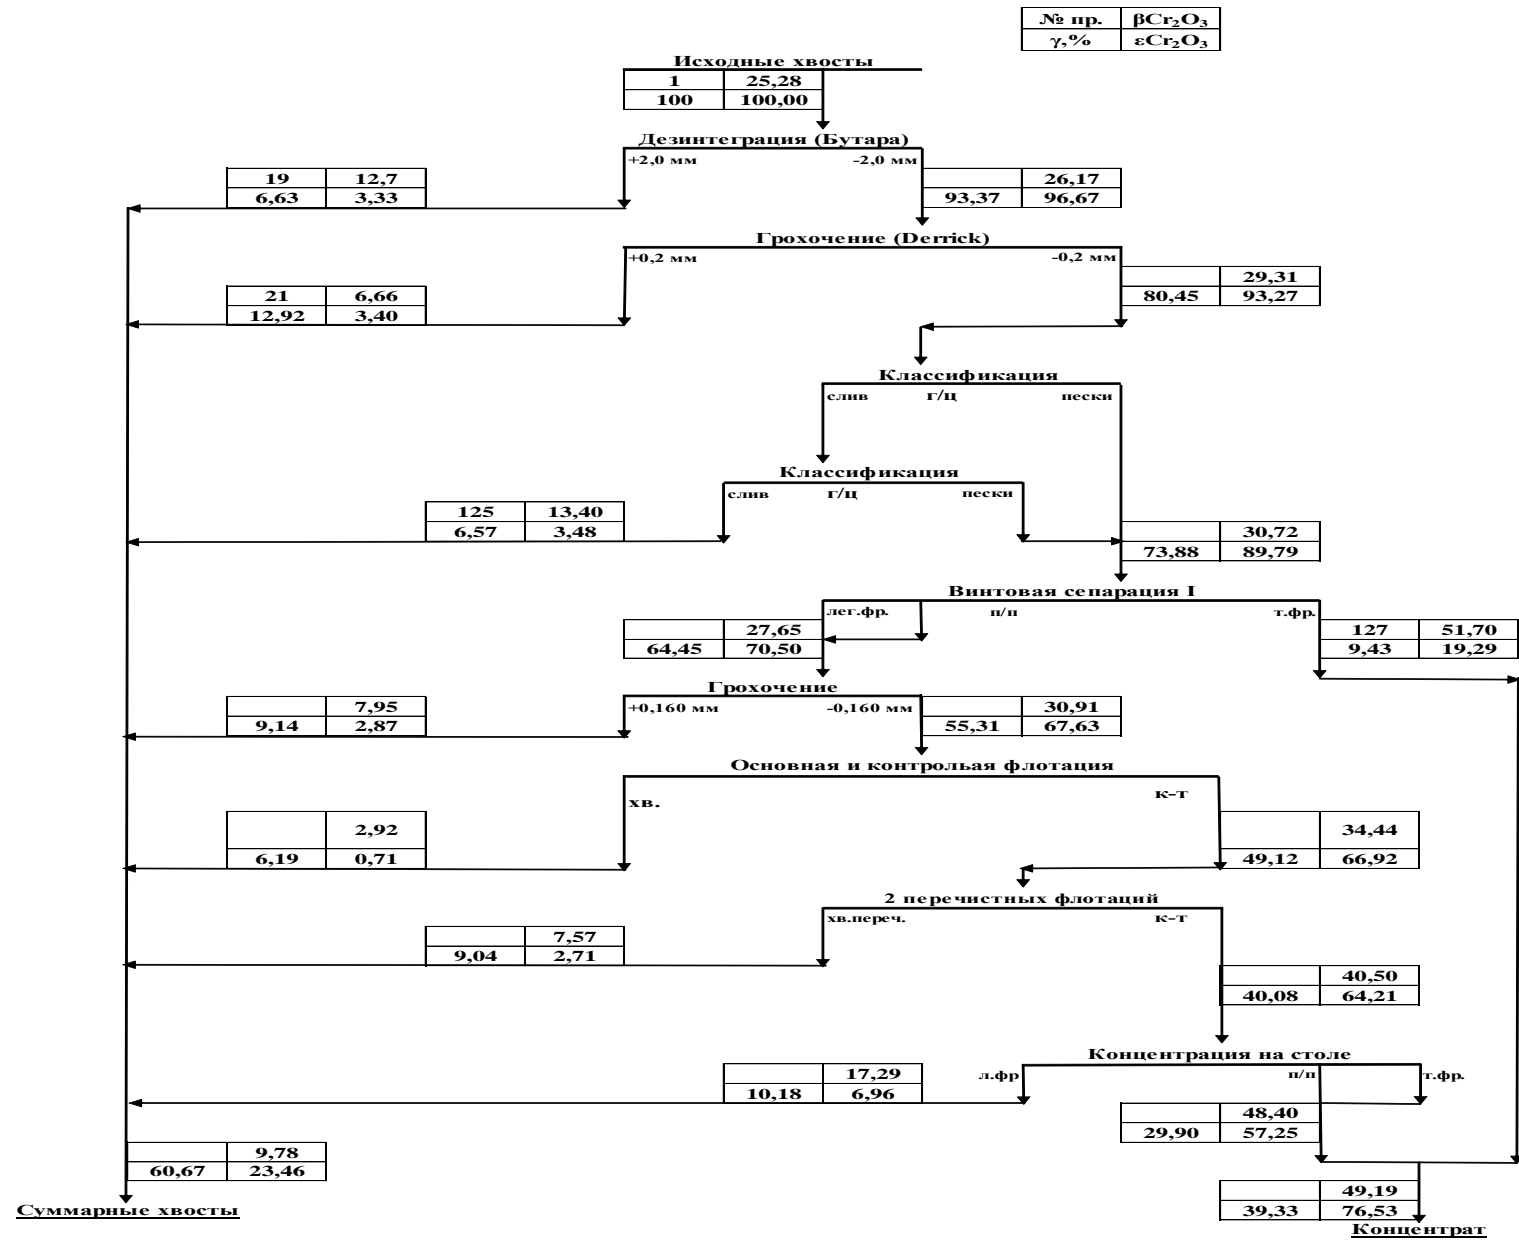 № пр. βCr₂O₃
γ,% εCr₂O₃
Исходные хвосты
1 25,28
100 100,00
Дезинтеграция (Бутара)
+2,0 мм -2,0 мм
19 12,7
6,63 3,33
26,17
93,37 96,67
Грохочение (Derrick)
+0,2 мм -0,2 мм
21 6,66
12,92 3,40
29,31
80,45 93,27
Классификация
слив г/ц пески
Классификация
слив г/ц пески
125 13,40
6,57 3,48
30,72
73,88 89,79
Винтовая сепарация I
лег.фр. п/п т.фр.
27,65
64,45 70,50
127 51,70
9,43 19,29
Грохочение
+0,160 мм -0,160 мм
7,95
9,14 2,87
30,91
55,31 67,63
Основная и контрольая флотация
хв. к-т
2,92
6,19 0,71
34,44
49,12 66,92
2 перечистных флотаций
хв.переч. к-т
7,57
9,04 2,71
40,50
40,08 64,21
Концентрация на столе
л.фр п/п т.фр.
17,29
10,18 6,96
48,40
29,90 57,25
9,78
60,67 23,46
49,19
39,33 76,53
Суммарные хвосты
Концентрат